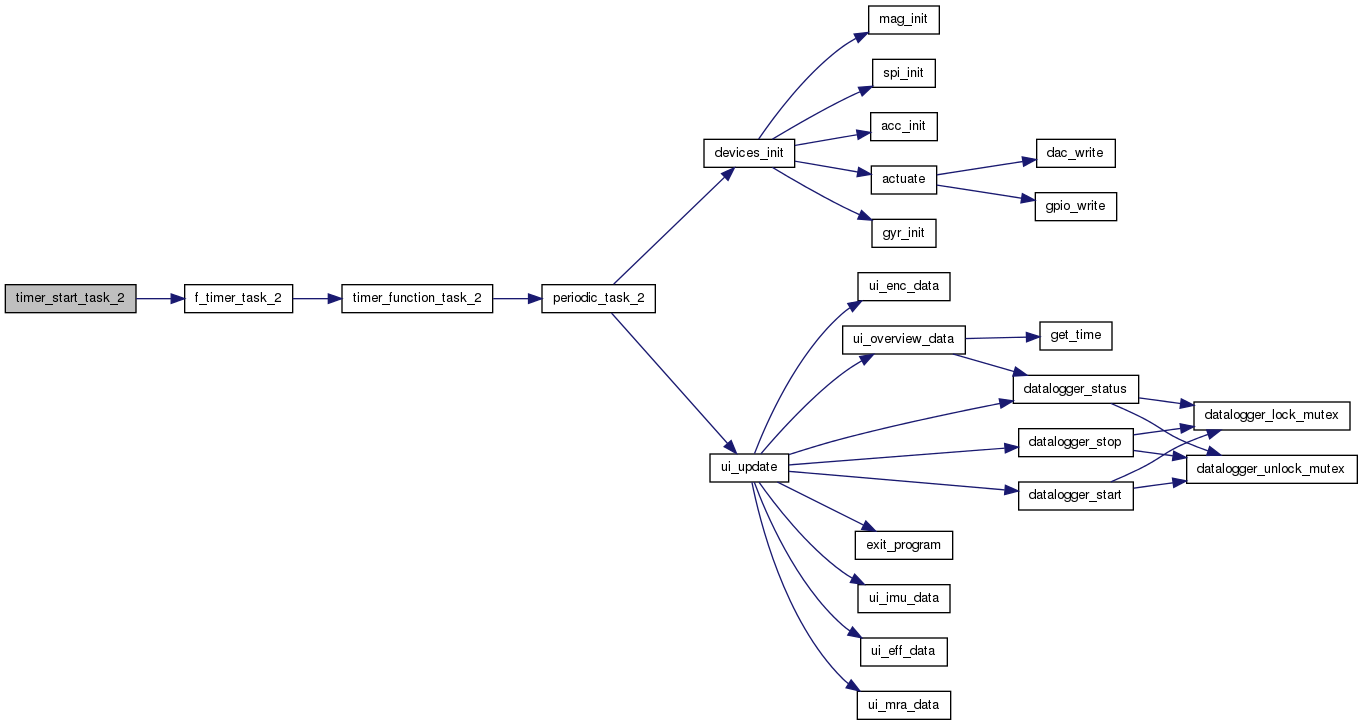 mag_init
spi_init
acc_init
devices_init
dac_write
actuate
gpio_write
gyr_init
ui_enc_data
timer_start_task_2
f_timer_task_2
timer_function_task_2
periodic_task_2
ui_overview_data
get_time
datalogger_status
datalogger_lock_mutex
datalogger_stop
ui_update
datalogger_unlock_mutex
datalogger_start
exit_program
ui_imu_data
ui_eff_data
ui_mra_data